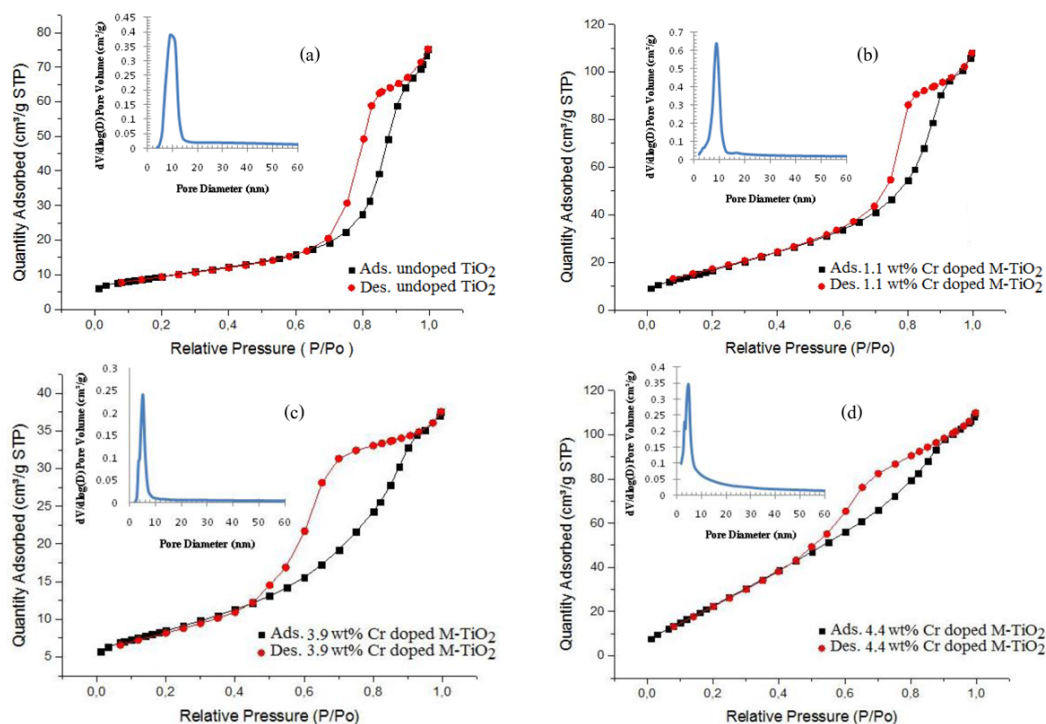 (a)
Quantity Adsorbed (cm³/g STP)
80
70
60
50
40
30
20
10
0
0,0 0,2 0,4 0,6 0,8 1,0
Relative Pressure ( P/Po )
Ads. undoped TiO₂
Des. undoped TiO₂
dV/dlog(D) Pore Volume (cm³/g)
0.45
0.4
0.35
0.3
0.25
0.2
0.15
0.1
0.05
0
0 10 20 30 40 50 60
Pore Diameter (nm)
(b)
Quantity Adsorbed (cm³/g STP)
120
100
80
60
40
20
0
0,0 0,2 0,4 0,6 0,8 1,0
Relative Pressure (P/Po)
Ads. 1.1 wt% Cr doped M-TiO₂
Des. 1.1 wt% Cr doped M-TiO₂
dV/dlog(D) Pore Volume (cm³/g)
0.7
0.6
0.5
0.4
0.3
0.2
0.1
0
0 10 20 30 40 50 60
Pore Diameter (nm)
(c)
Quantity Adsorbed (cm³/g STP)
40
35
30
25
20
15
10
5
0,0 0,2 0,4 0,6 0,8 1,0
Relative Pressure (P/Po)
Ads. 3.9 wt% Cr doped M-TiO₂
Des. 3.9 wt% Cr doped M-TiO₂
dV/dlog(D) Pore Volume (cm³/g)
0.3
0.25
0.2
0.15
0.1
0.05
0
0 10 20 30 40 50 60
Pore Diameter (nm)
(d)
Quantity Adsorbed (cm³/g STP)
120
100
80
60
40
20
0
0,0 0,2 0,4 0,6 0,8 1,0
Relative Pressure (P/Po)
Ads. 4.4 wt% Cr doped M-TiO₂
Des. 4.4 wt% Cr doped M-TiO₂
dV/dlog(D) Pore Volume (cm³/g)
0.4
0.35
0.3
0.25
0.2
0.15
0.1
0.05
0
0 10 20 30 40 50 60
Pore Diameter (nm)